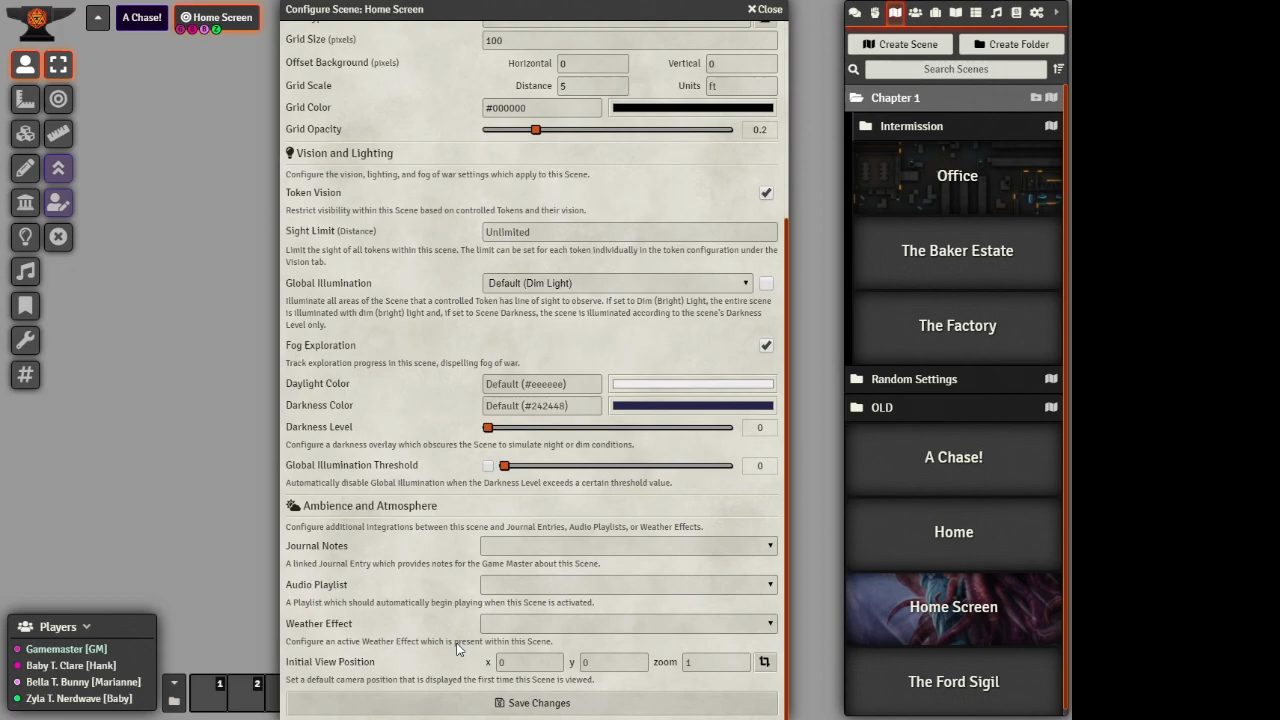 A Chase!
Home Screen
G
B
B
Z
Configure Scene: Home Screen
Close
Grid Size (pixels) 100
Offset Background (pixels) Horizontal 0 Vertical 0
Grid Scale Distance 5 Units ft
Grid Color #000000
Grid Opacity 0.2
Vision and Lighting
Configure the vision, lighting, and fog of war settings which apply to this Scene.
Token Vision
Restrict visibility within this Scene based on controlled Tokens and their vision.
Sight Limit (Distance) Unlimited
Limit the sight of all tokens within this scene. The limit can be set for each token individually in the token configuration under the
Vision tab.
Global Illumination Default (Dim Light)
Illuminate all areas of the Scene that a controlled Token has line of sight to observe. If set to Dim (Bright) Light, the entire scene
is illuminated with dim (bright) light and, if set to Scene Darkness, the scene is illuminated according to the scene's Darkness
Level only.
Fog Exploration
Track exploration progress in this scene, dispelling fog of war.
Daylight Color Default (#eeeeee)
Darkness Color Default (#242448)
Darkness Level 0
Configure a darkness overlay which obscures the Scene to simulate night or dim conditions.
Global Illumination Threshold 0
Automatically disable Global Illumination when the Darkness Level exceeds a certain threshold value.
Ambience and Atmosphere
Configure additional integrations between this scene and Journal Entries, Audio Playlists, or Weather Effects.
Journal Notes
A linked Journal Entry which provides notes for the Game Master about this Scene.
Audio Playlist
A Playlist which should automatically begin playing when this Scene is activated.
Weather Effect
Configure an active Weather Effect which is present within this Scene.
Initial View Position x 0 y 0 zoom 1
Set a default camera position that is displayed the first time this Scene is viewed.
Save Changes
Players
Gamemaster [GM]
Baby T. Clare [Hank]
Bella T. Bunny [Marianne]
Zyla T. Nerdwave [Baby]
1
2
Create Scene
Create Folder
Search Scenes
Chapter 1
Intermission
Office
The Baker Estate
The Factory
Random Settings
OLD
A Chase!
Home
Home Screen
The Ford Sigil